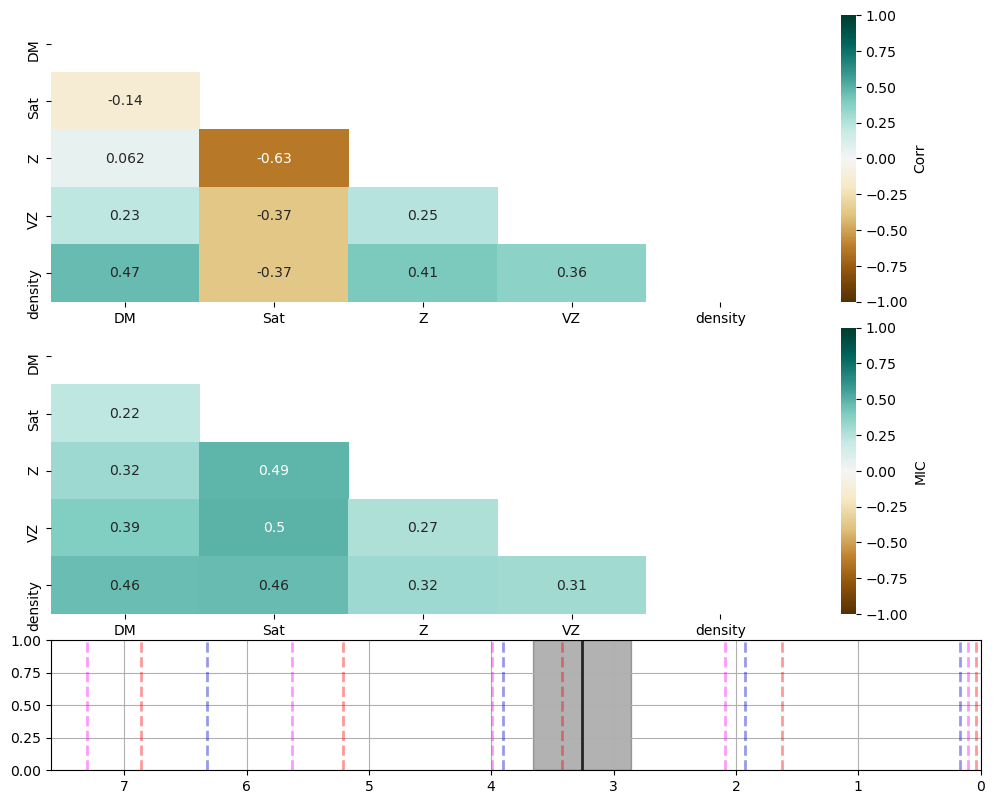 DM
Sat -0.14
Z 0.062 -0.63
VZ 0.23 -0.37 0.25
density 0.47 -0.37 0.41 0.36
DM Sat Z VZ density
1.00
0.75
0.50
0.25
0.00
−0.25
−0.50
−0.75
−1.00
Corr
DM
Sat 0.22
Z 0.32 0.49
VZ 0.39 0.5 0.27
density 0.46 0.46 0.32 0.31
DM Sat Z VZ density
1.00
0.75
0.50
0.25
0.00
−0.25
−0.50
−0.75
−1.00
MIC
1.00
0.75
0.50
0.25
0.00
7 6 5 4 3 2 1 0